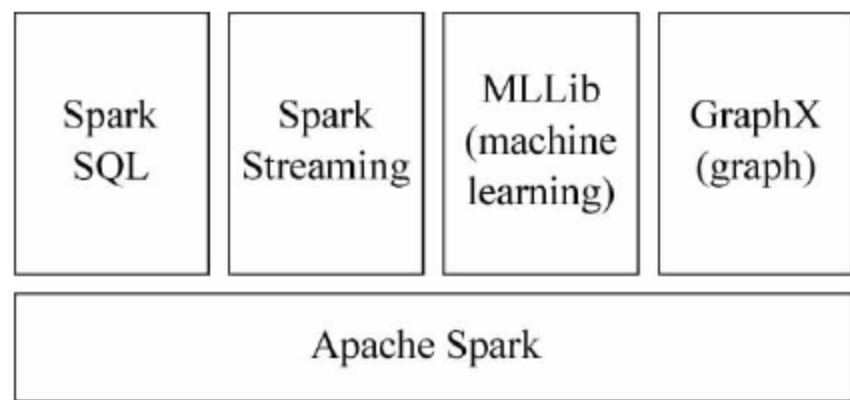 Spark
SQL
Spark
Streaming
MLLib
(machine
learning)
GraphX
(graph)
Apache Spark